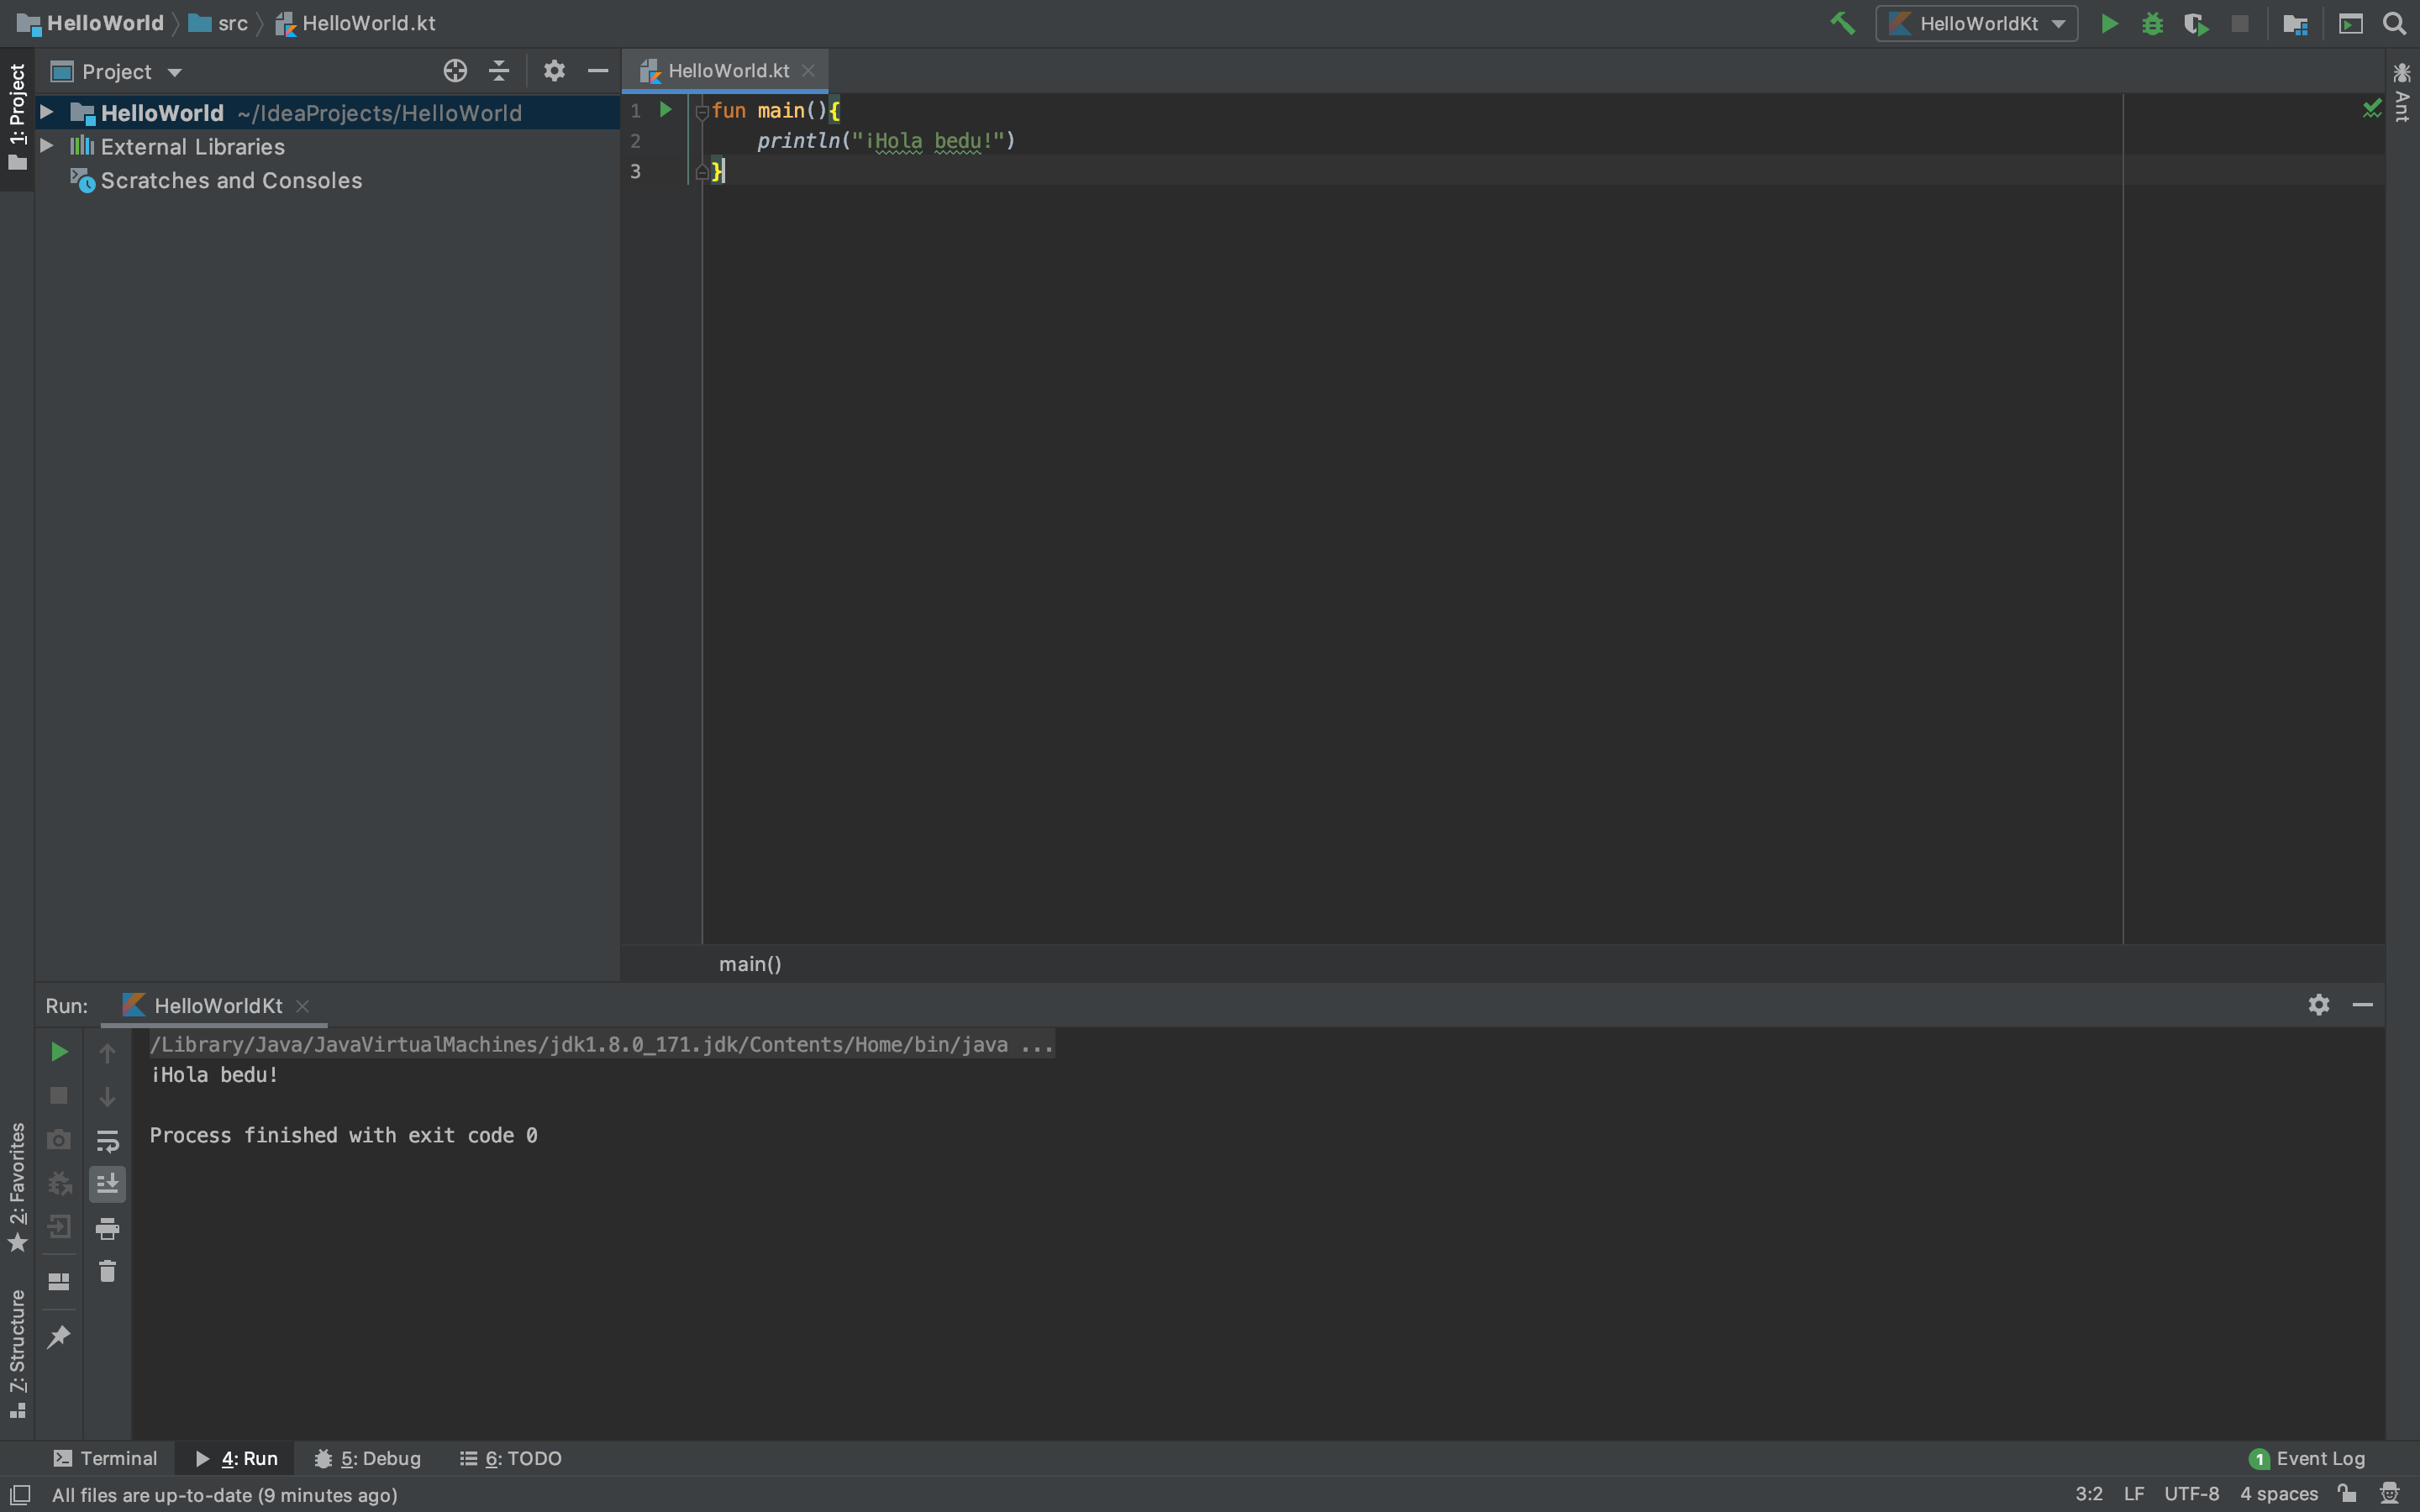 HelloWorld src HelloWorld.kt HelloWorldKt
1: Project
Project
HelloWorld ~/IdeaProjects/HelloWorld
External Libraries
Scratches and Consoles
HelloWorld.kt
1 fun main(){
2 println("¡Hola bedu!")
3 }
Ant
main()
Run: HelloWorldKt
/Library/Java/JavaVirtualMachines/jdk1.8.0_171.jdk/Contents/Home/bin/java ...
¡Hola bedu!
Process finished with exit code 0
2: Favorites
7: Structure
Terminal 4: Run 5: Debug 6: TODO 1 Event Log
All files are up-to-date (9 minutes ago) 3:2 LF UTF-8 4 spaces